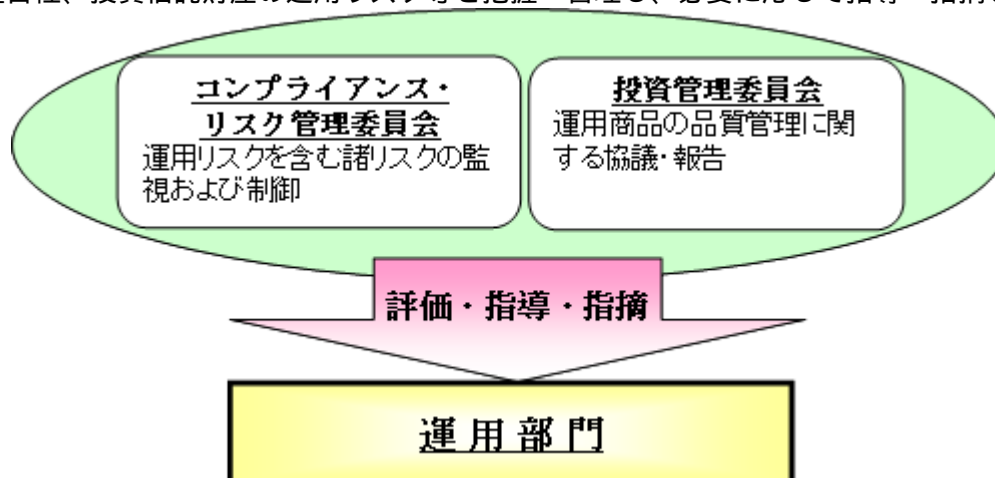 コンプライアンス・
リスク管理委員会
運用リスクを含む諸リスクの監
視および制御
投資管理委員会
運用商品の品質管理に関
する協議・報告
評価・指導・指摘
運用部門